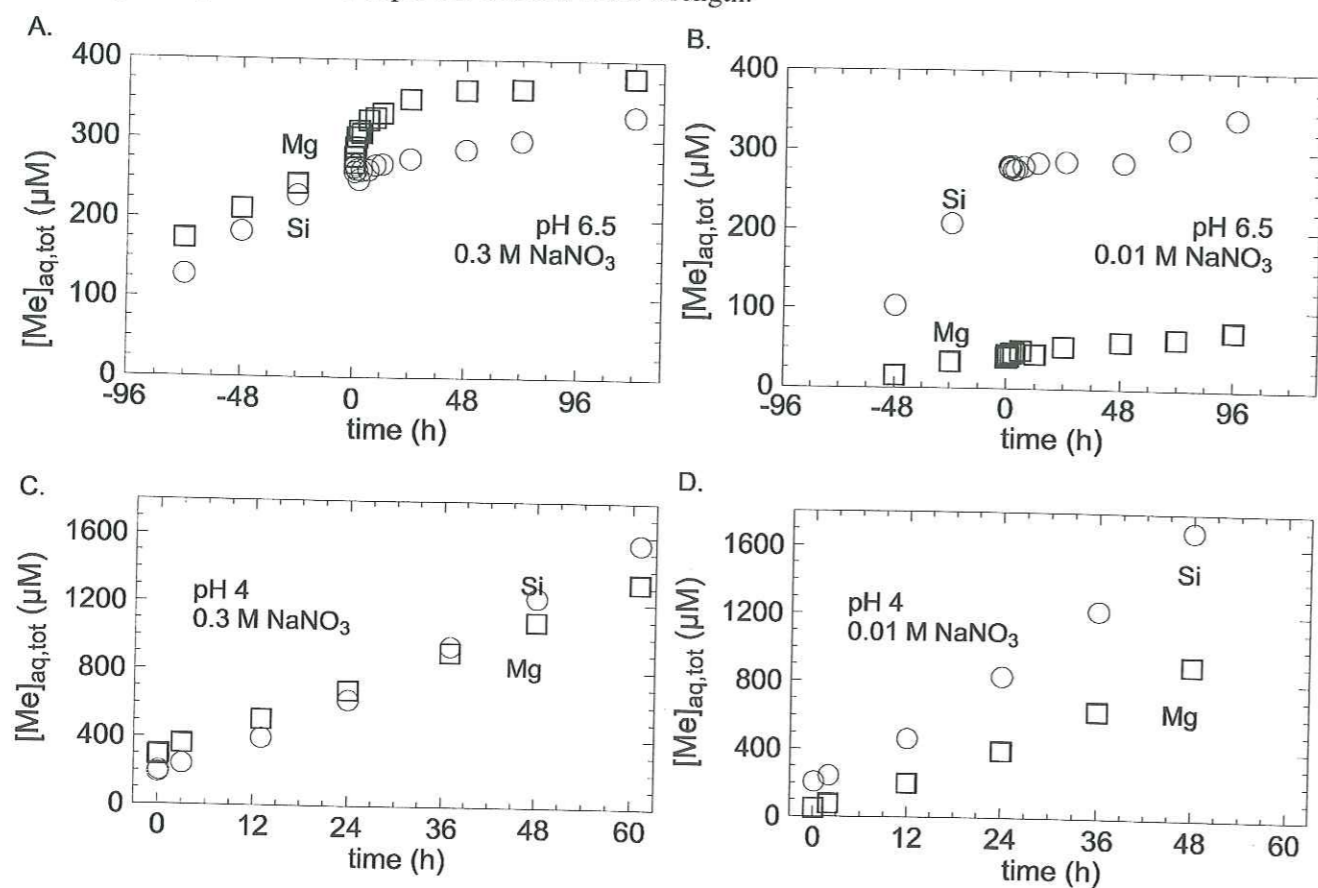 strength.
A.
400
300
200
100
0
[Me]aq,tot (µM)
Mg
Si
pH 6.5
0.3 M NaNO3
-96
-48
0
48
96
time (h)
B.
400
300
200
100
0
[Me]aq,tot (µM)
Si
Mg
pH 6.5
0.01 M NaNO3
-96
-48
0
48
96
time (h)
C.
1600
1200
800
400
0
[Me]aq,tot (µM)
pH 4
0.3 M NaNO3
Si
Mg
0
12
24
36
48
60
time (h)
D.
1600
1200
800
400
0
[Me]aq,tot (µM)
pH 4
0.01 M NaNO3
Si
Mg
0
12
24
36
48
60
time (h)